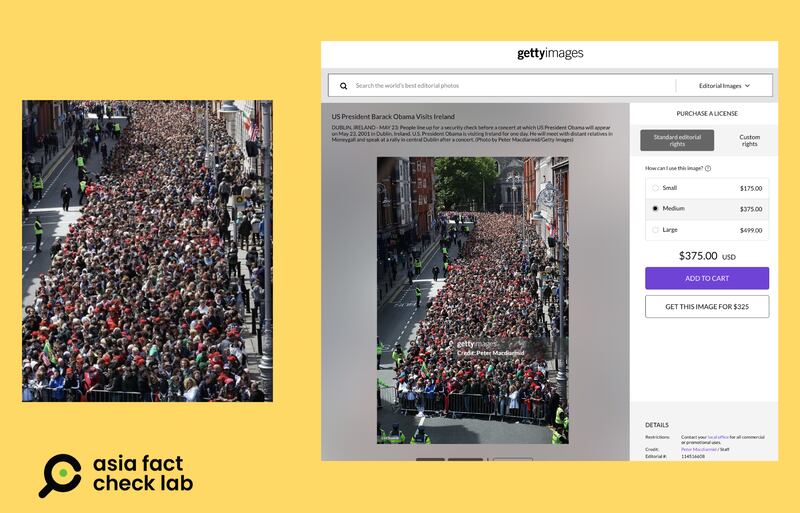 gettyimages
Search the world's best editorial photos
Editorial Images
US President Barack Obama Visits Ireland
DUBLIN, IRELAND - MAY 23: People line up for a security check before a concert at which US President Obama will appear
on May 23, 2001 in Dublin, Ireland. U.S. President Obama is visiting Ireland for one day. He will meet with distant relatives in
Moneygall and speak at a rally in central Dublin after a concert. (Photo by Peter Macdiarmid/Getty Images)
PURCHASE A LICENSE
Standard editorial
rights
Custom
rights
How can I use this image?
Small $175.00
Medium $375.00
Large $499.00
$375.00 USD
ADD TO CART
GET THIS IMAGE FOR $325
gettyimages
Credit: Peter Macdiarmid
DETAILS
Restrictions: Contact your local office for all commercial
or promotional uses.
Credit: Peter Macdiarmid / Staff
Editorial #: 114516608
asia fact
check lab